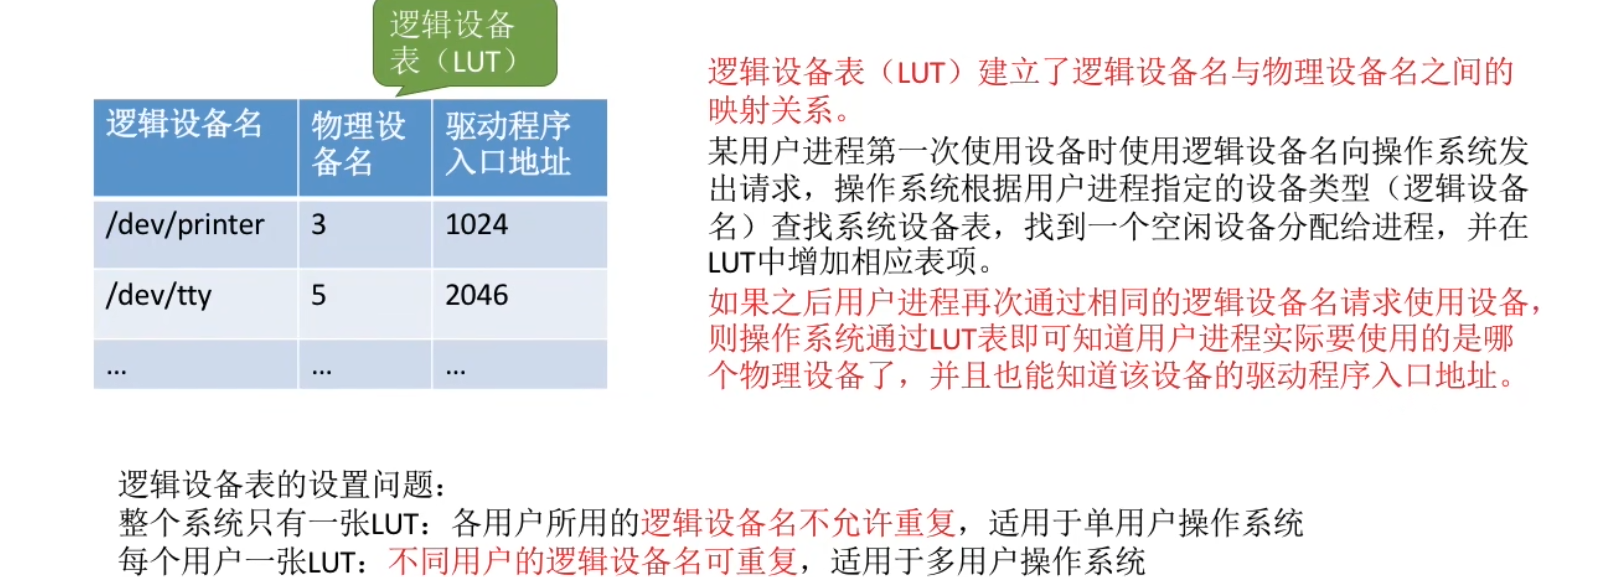 逻辑设备
表（LUT）
逻辑设备名
物理设
备名
驱动程序
入口地址
/dev/printer
3
1024
/dev/tty
5
2046
...
...
...
逻辑设备表（LUT）建立了逻辑设备名与物理设备名之间的
映射关系。
某用户进程第一次使用设备时使用逻辑设备名向操作系统发
出请求，操作系统根据用户进程指定的设备类型（逻辑设备
名）查找系统设备表，找到一个空闲设备分配给进程，并在
LUT中增加相应表项。
如果之后用户进程再次通过相同的逻辑设备名请求使用设备，
则操作系统通过LUT表即可知道用户进程实际要使用的是哪
个物理设备了，并且也能知道该设备的驱动程序入口地址。
逻辑设备表的设置问题：
整个系统只有一张LUT：各用户所用的逻辑设备名不允许重复，适用于单用户操作系统
每个用户一张LUT：不同用户的逻辑设备名可重复，适用于多用户操作系统